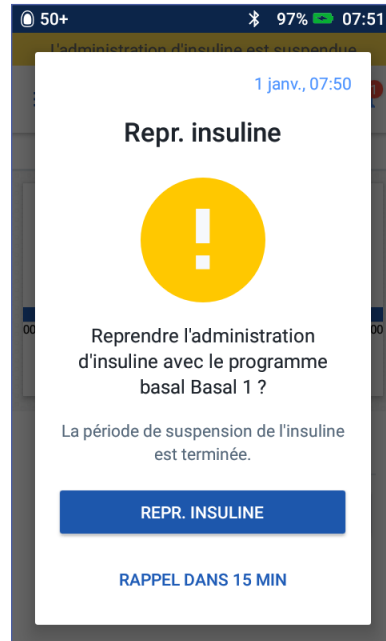 50+ 97% 07:51
L'administration d'insuline est suspendue
1 janv., 07:50
Repr. insuline
!
Reprendre l'administration
d'insuline avec le programme
basal Basal 1 ?
La période de suspension de l'insuline
est terminée.
REPR. INSULINE
RAPPEL DANS 15 MIN